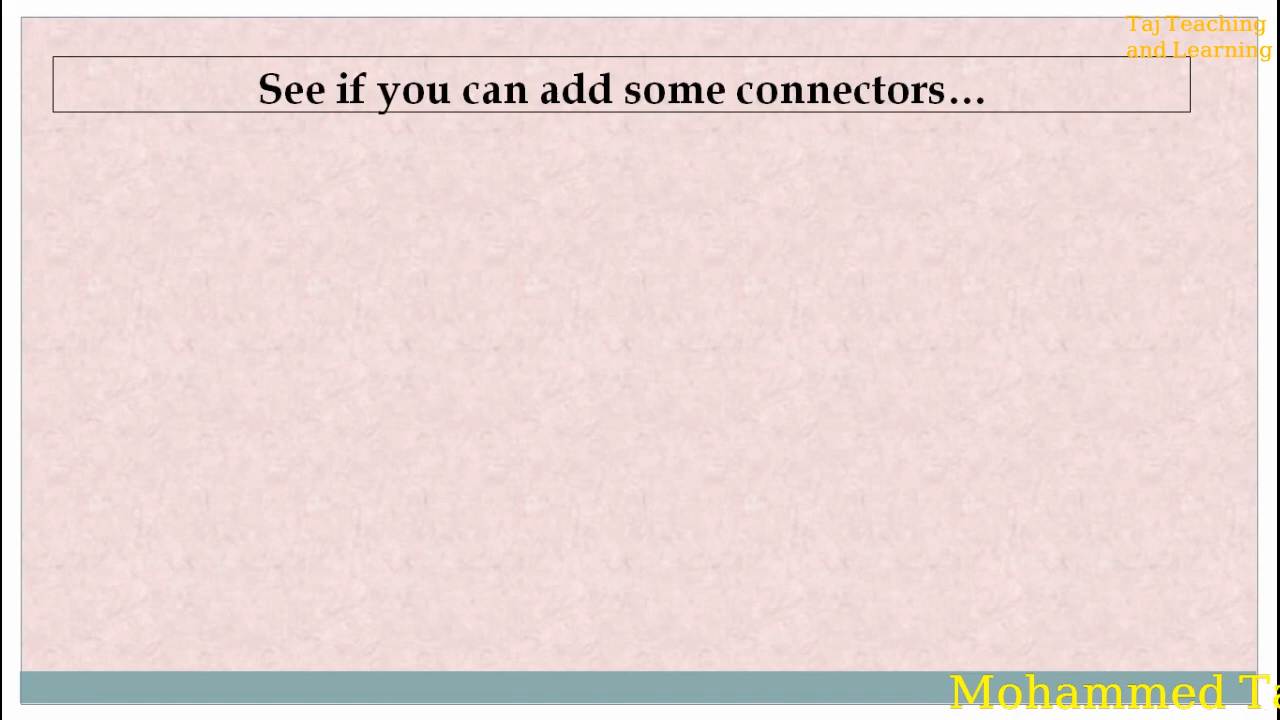 Taj Teaching
and Learning
See if you can add some connectors…
Mohammed